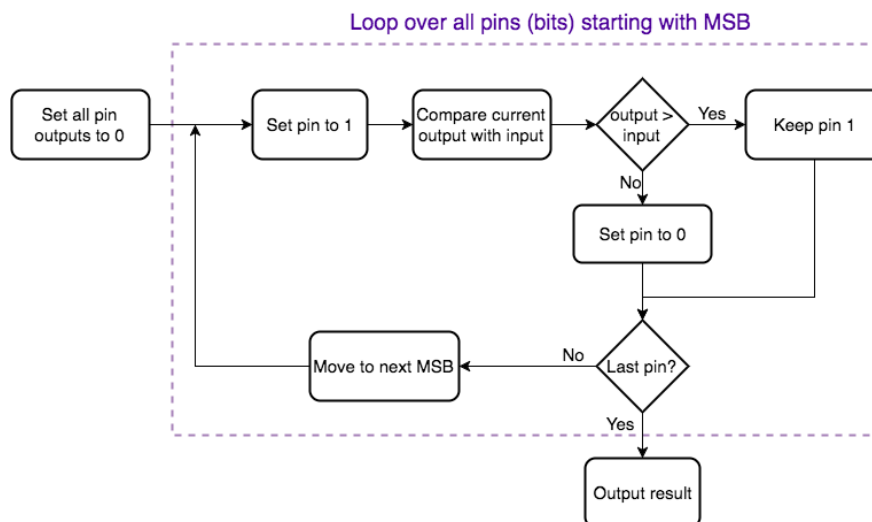 Loop over all pins (bits) starting with MSB
Set all pin
outputs to 0
Set pin to 1
Compare current
output with input
output >
input
Yes
Keep pin 1
No
Set pin to 0
Last pin?
No
Move to next MSB
Yes
Output result